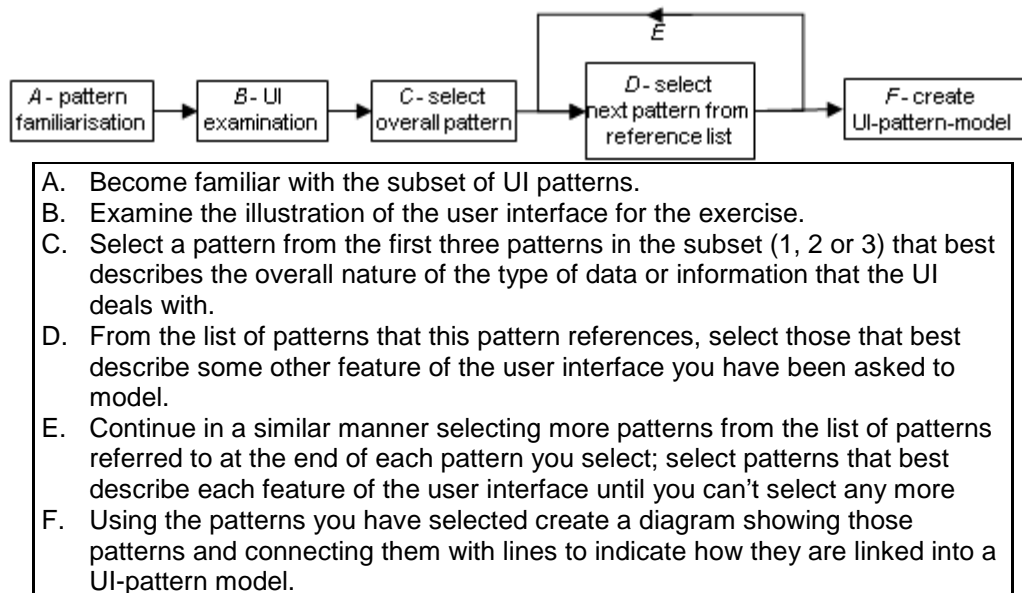 E
A - pattern
familiarisation
B - UI
examination
C - select
overall pattern
D - select
next pattern from
reference list
F - create
UI-pattern-model
A. Become familiar with the subset of UI patterns.
B. Examine the illustration of the user interface for the exercise.
C. Select a pattern from the first three patterns in the subset (1, 2 or 3) that best
describes the overall nature of the type of data or information that the UI
deals with.
D. From the list of patterns that this pattern references, select those that best
describe some other feature of the user interface you have been asked to
model.
E. Continue in a similar manner selecting more patterns from the list of patterns
referred to at the end of each pattern you select; select patterns that best
describe each feature of the user interface until you can't select any more
F. Using the patterns you have selected create a diagram showing those
patterns and connecting them with lines to indicate how they are linked into a
UI-pattern model.